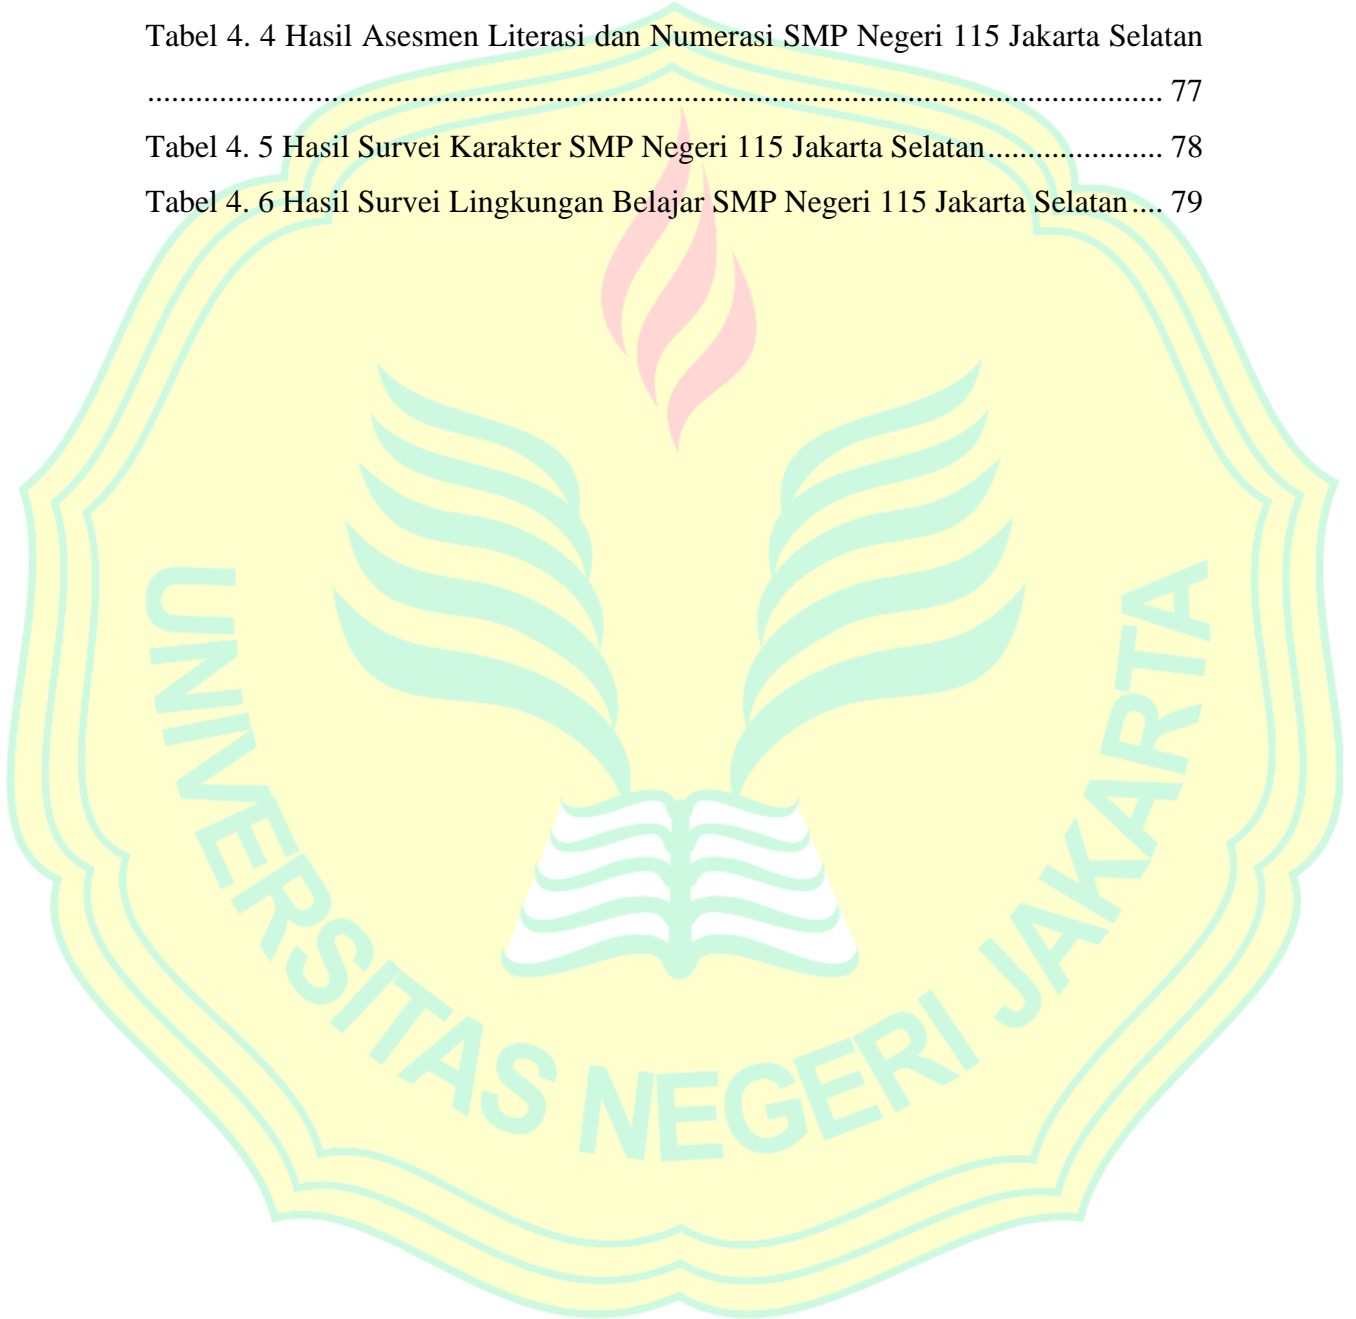 Tabel 4. 4 Hasil Asesmen Literasi dan Numerasi SMP Negeri 115 Jakarta Selatan
............................................................................................................................... 77
Tabel 4. 5 Hasil Survei Karakter SMP Negeri 115 Jakarta Selatan...................... 78
Tabel 4. 6 Hasil Survei Lingkungan Belajar SMP Negeri 115 Jakarta Selatan.... 79
UNIVERSITAS NEGERI JAKARTA